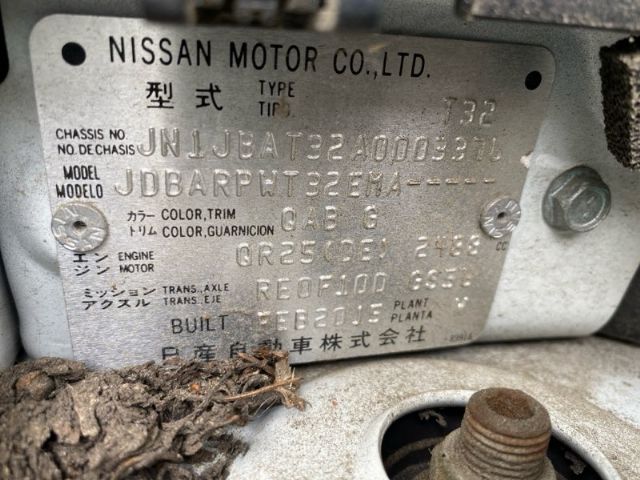 NISSAN MOTOR CO.,LTD.
型式 TYPE T32
TIPO
CHASSIS NO. JN1JBAT32A0003376
NO. DE CHASIS
MODEL JDBARPWT32EMA-----
MODELO
カラー COLOR,TRIM QAB G
トリム COLOR,GUARNICION
エンジン ENGINE QR25(DE) 2488 CC
MOTOR
ミッション TRANS.,AXLE RE0F10D GS5
アクスル TRANS.,EJE
BUILT FEB2015 PLANT W
PLANTA
日産自動車株式会社